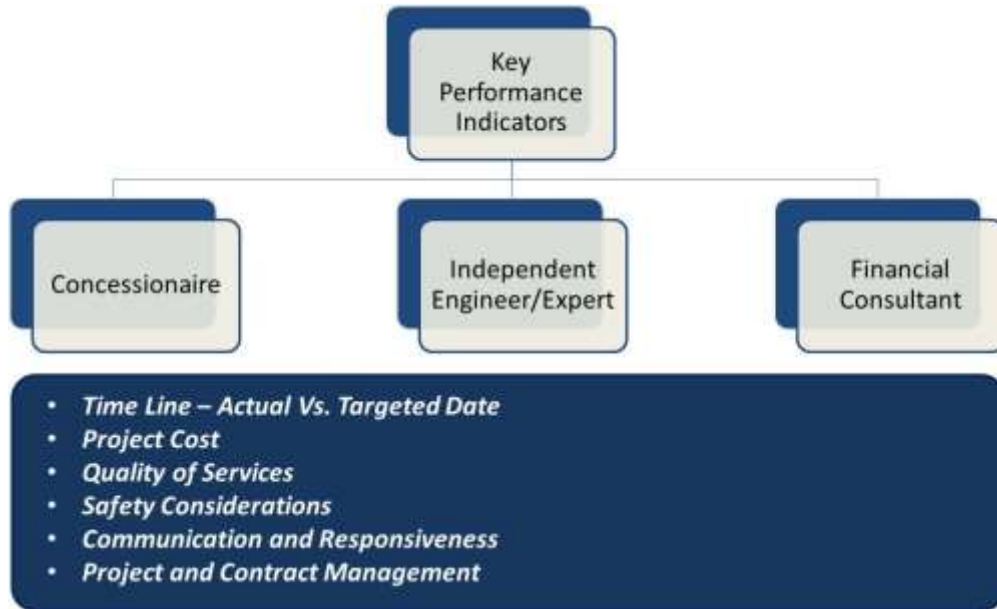 Key
Performance
Indicators
Concessionaire
Independent
Engineer/Expert
Financial
Consultant
• Time Line – Actual Vs. Targeted Date
• Project Cost
• Quality of Services
• Safety Considerations
• Communication and Responsiveness
• Project and Contract Management